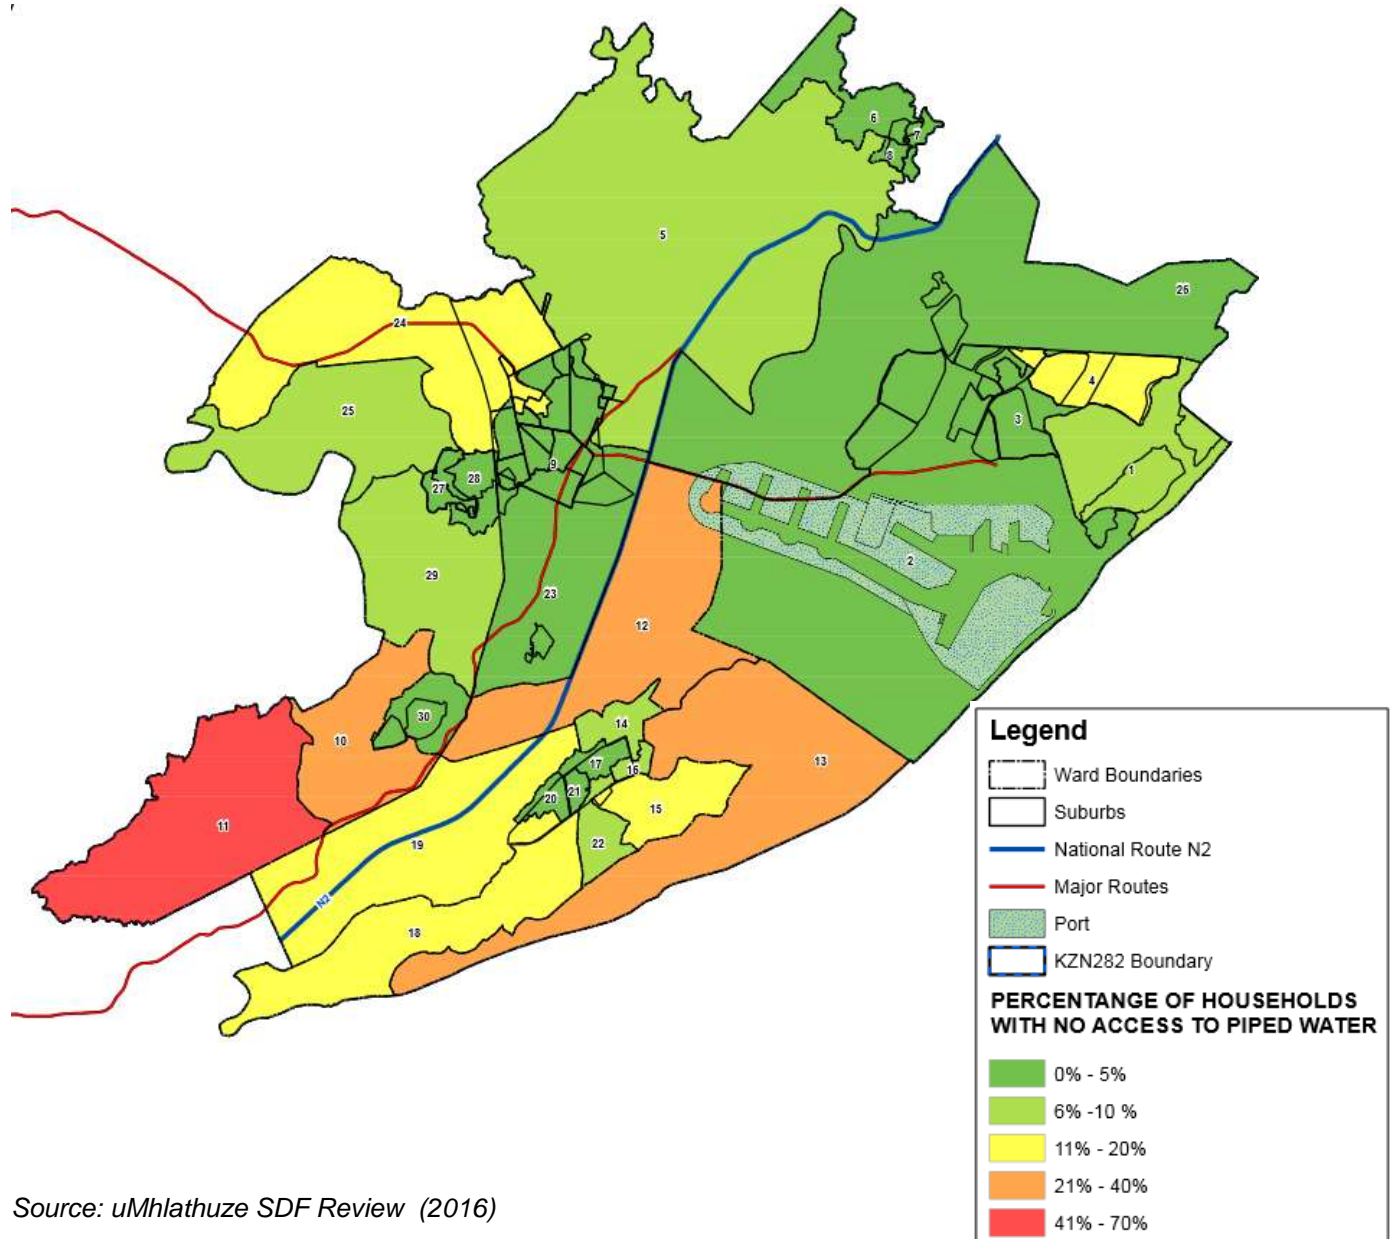 6
7
8
5
26
24
4
25
3
9
1
28
27
2
29
23
12
30
14
10
17
16
13
20
21
15
11
22
19
N2
18
Legend
Ward Boundaries
Suburbs
National Route N2
Major Routes
Port
KZN282 Boundary
PERCENTANGE OF HOUSEHOLDS
WITH NO ACCESS TO PIPED WATER
0% - 5%
6% -10 %
11% - 20%
21% - 40%
41% - 70%
Source: uMhlathuze SDF Review (2016)